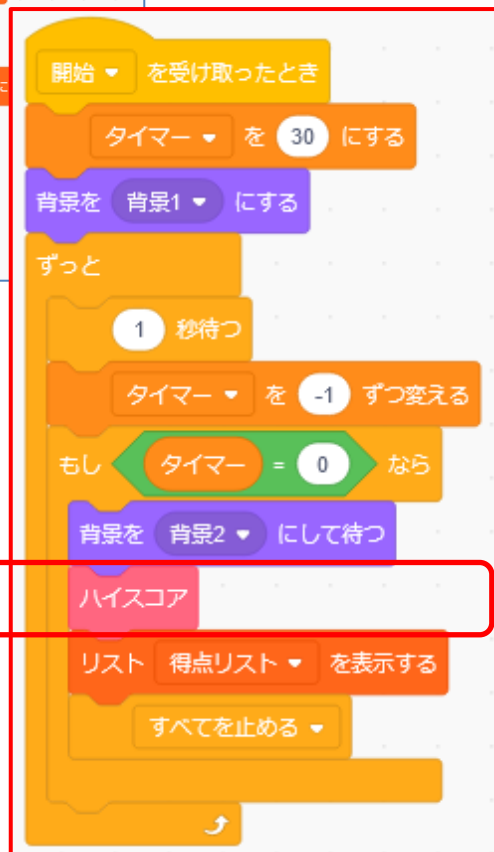 開始 を受け取ったとき
に
タイマー を 30 にする
背景を 背景1 にする
ずっと
1 秒待つ
タイマー を -1 ずつ変える
もし タイマー = 0 なら
背景を 背景2 にして待つ
ハイスコア
リスト 得点リスト を表示する
すべてを止める